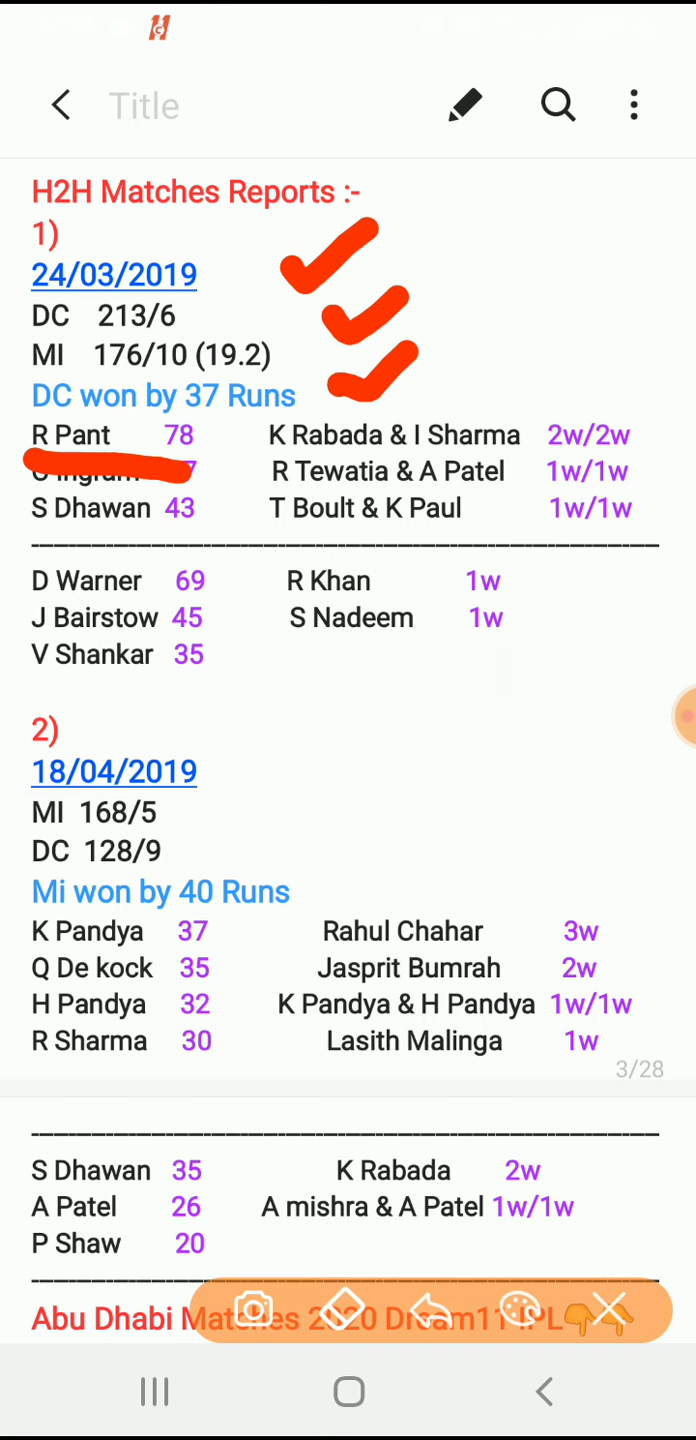 Title
H2H Matches Reports :-
1)
24/03/2019
DC 213/6
MI 176/10 (19.2)
DC won by 37 Runs
R Pant 78 K Rabada & I Sharma 2w/2w
R Tewatia & A Patel 1w/1w
S Dhawan 43 T Boult & K Paul 1w/1w
D Warner 69 R Khan 1w
J Bairstow 45 S Nadeem 1w
V Shankar 35
2)
18/04/2019
MI 168/5
DC 128/9
Mi won by 40 Runs
K Pandya 37 Rahul Chahar 3w
Q De kock 35 Jasprit Bumrah 2w
H Pandya 32 K Pandya & H Pandya 1w/1w
R Sharma 30 Lasith Malinga 1w
3/28
S Dhawan 35 K Rabada 2w
A Patel 26 A mishra & A Patel 1w/1w
P Shaw 20
Abu Dhabi Matches 2020 Dream11 IPL👇👇